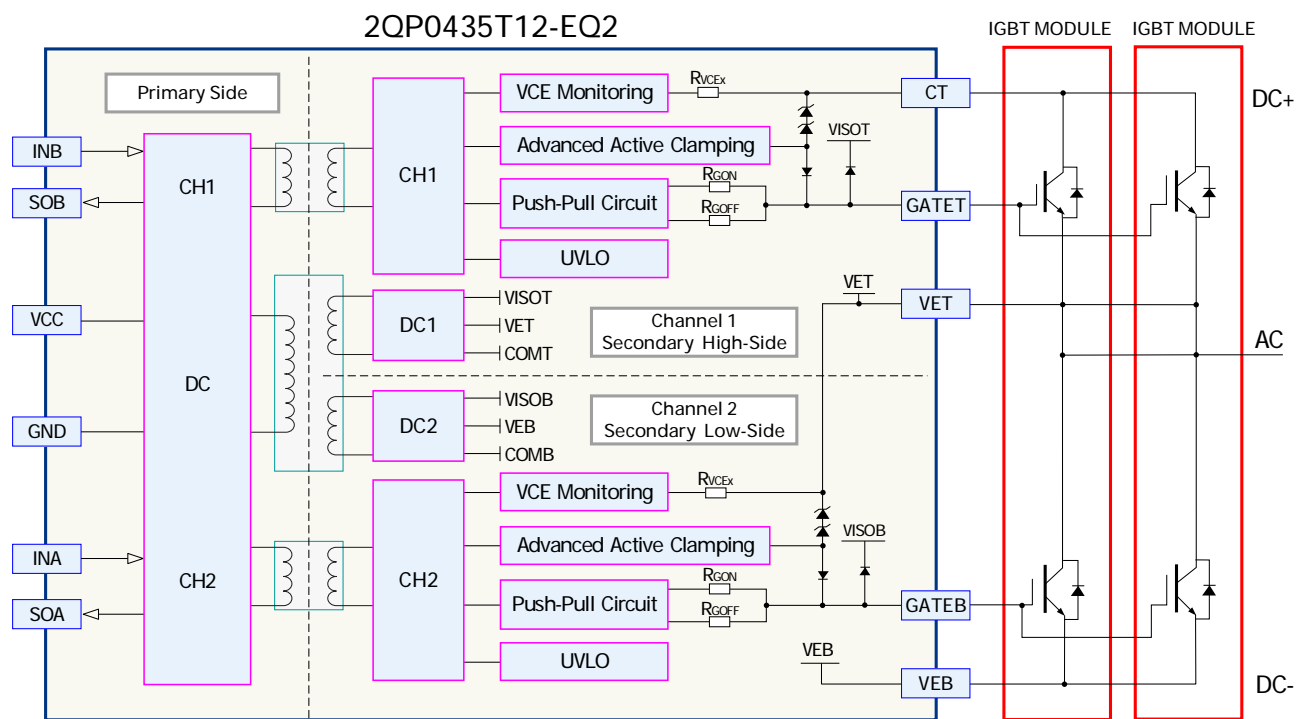 2QP0435T12-EQ2
IGBT MODULE
IGBT MODULE
Primary Side
VCE Monitoring
RVCEx
CT
DC+
VISOT
INB
Advanced Active Clamping
CH1
CH1
RGON
SOB
Push-Pull Circuit
RGOFF
GATET
UVLO
VET
VISOT
VET
VCC
DC1
VET
Channel 1
Secondary High-Side
COMT
AC
DC
VISOB
Channel 2
Secondary Low-Side
GND
DC2
VEB
COMB
RVCEx
VCE Monitoring
VISOB
INA
Advanced Active Clamping
CH2
CH2
RGON
SOA
Push-Pull Circuit
RGOFF
GATEB
VEB
UVLO
VEB
DC-